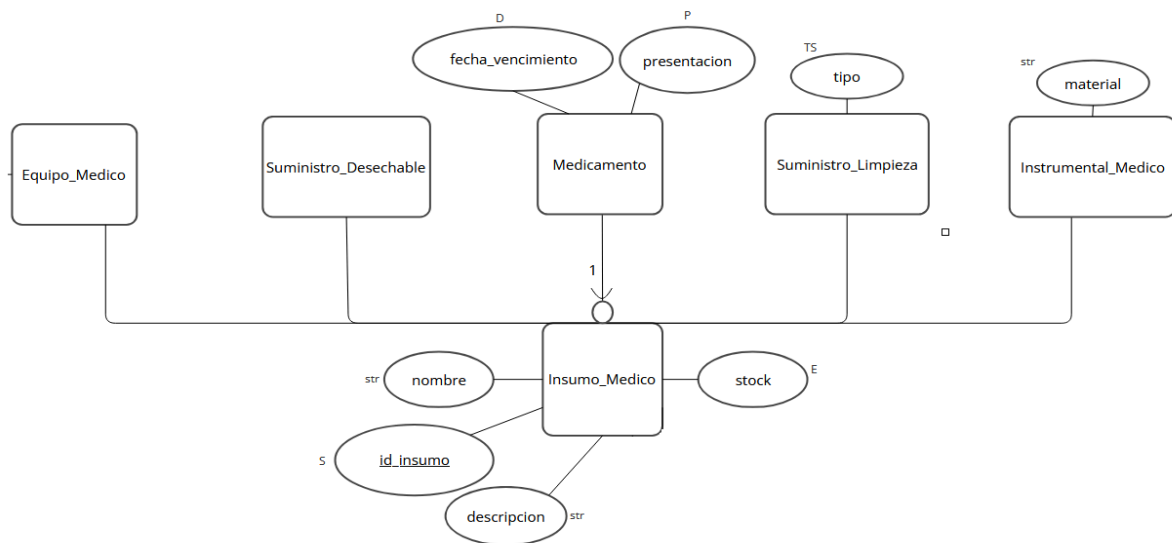 D
fecha_vencimiento
P
presentacion
TS
tipo
str
material
Equipo_Medico
Suministro_Desechable
Medicamento
Suministro_Limpieza
Instrumental_Medico
1
str
nombre
Insumo_Medico
stock
E
S
id_insumo
descripcion
str